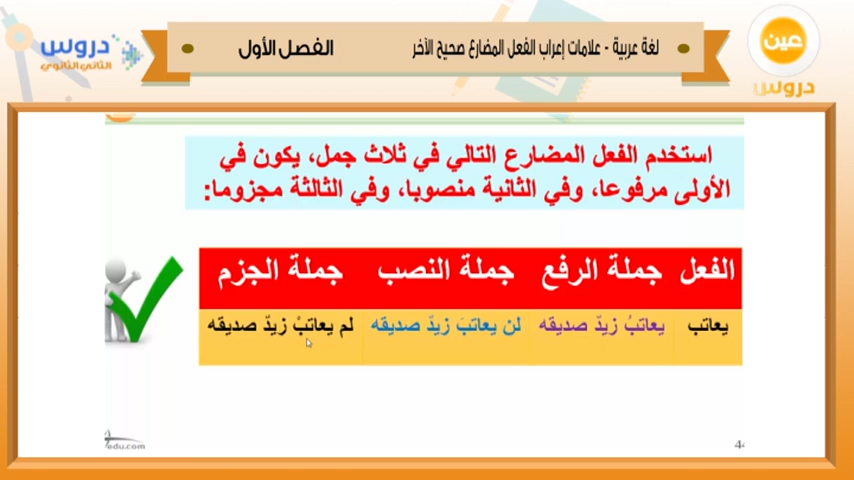 دروس
الثاني الثانوي
لغة عربية - علامات إعراب الفعل المضارع صحيح الآخر
الفصل الأول
عين
دروس
استخدم الفعل المضارع التالي في ثلاث جمل، يكون في
الأولى مرفوعا، وفي الثانية منصوبا، وفي الثالثة مجزوما:
الفعل جملة الرفع جملة النصب جملة الجزم
يعاتب يعاتبُ زيدٌ صديقه لن يعاتبَ زيدٌ صديقه لم يعاتبْ زيدٌ صديقه
edu.com
44